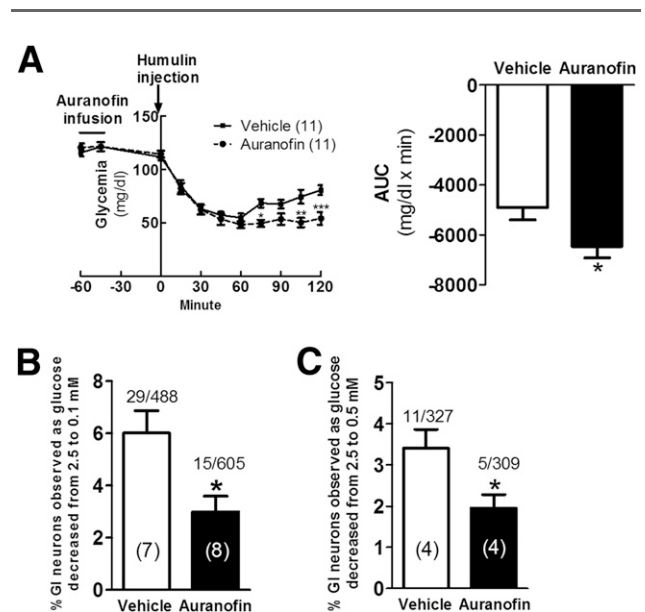 A
Humulin
injection
Auranofin
infusion
150
100
50
Glycemia
(mg/dl)
Vehicle (11)
Auranofin (11)
*
**
***
-60 -30 0 30 60 90 120
Minute
Vehicle Auranofin
0
-2000
-4000
-6000
-8000
AUC
(mg/dl x min)
*
B
% GI neurons observed as glucose
decreased from 2.5 to 0.1 mM
8
6
4
2
0
29/488
15/605
*
(7) (8)
Vehicle Auranofin
C
% GI neurons observed as glucose
decreased from 2.5 to 0.5 mM
5
4
3
2
1
0
11/327
5/309
*
(4) (4)
Vehicle Auranofin